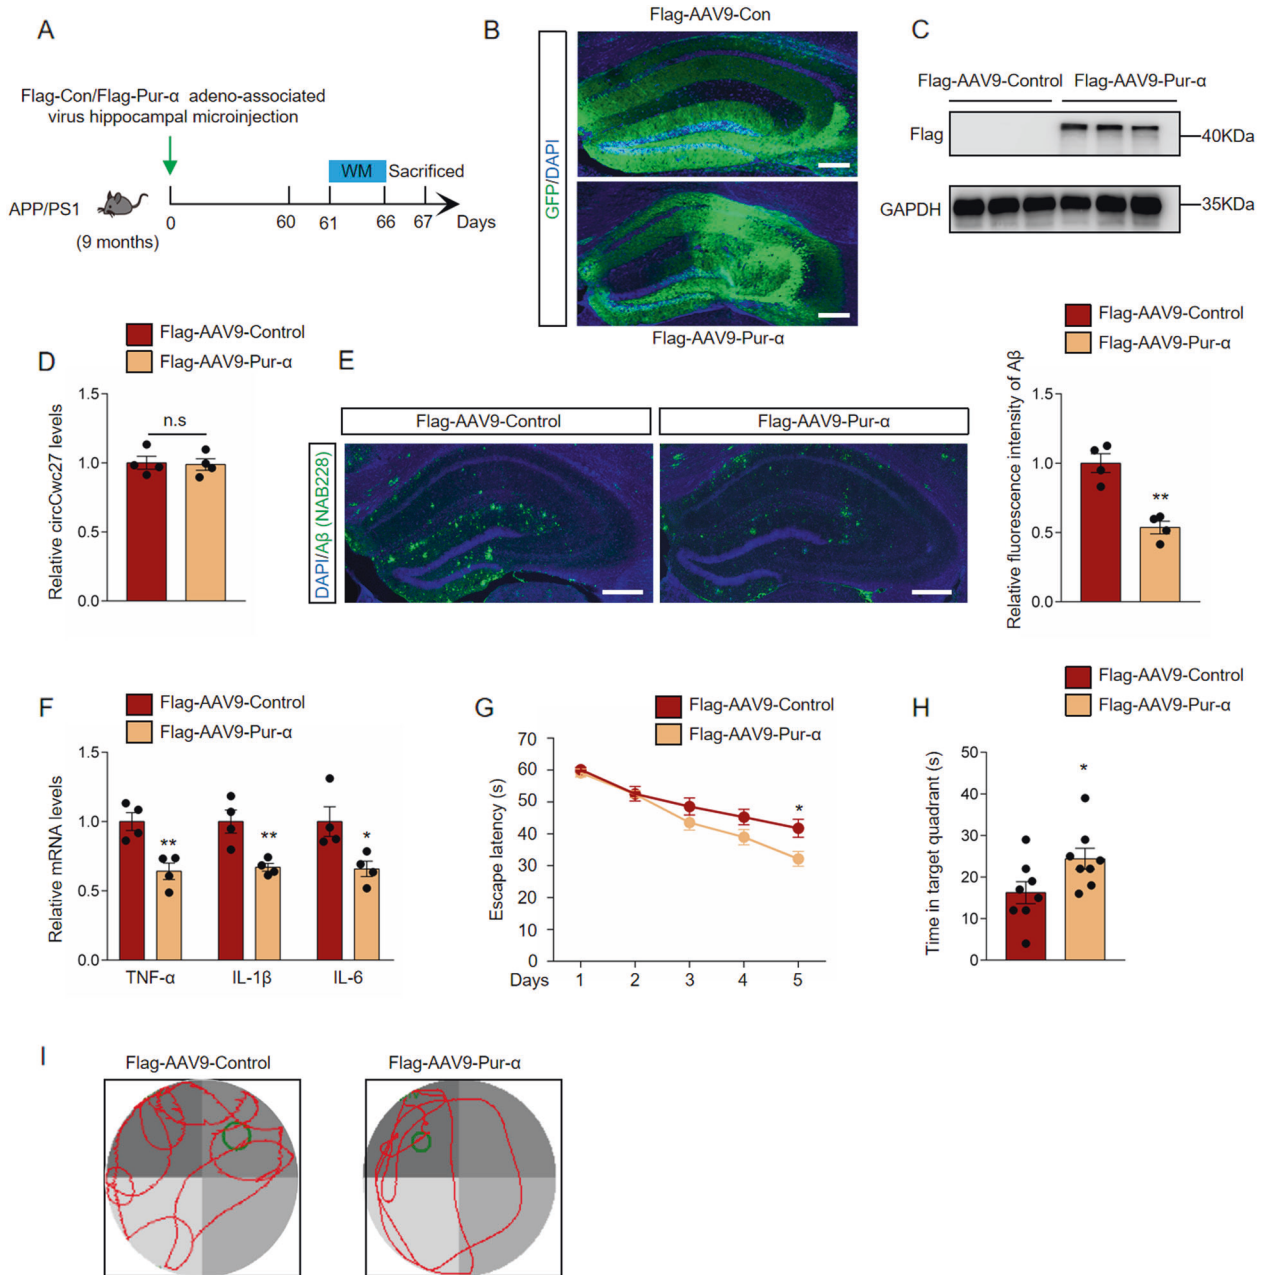 A
Flag-Con/Flag-Pur-α adeno-associated
virus hippocampal microinjection
WM
Sacrificed
APP/PS1
(9 months)
0
60
61
66
67
Days
B
Flag-AAV9-Con
GFP/DAPI
Flag-AAV9-Pur-α
C
Flag-AAV9-Control
Flag-AAV9-Pur-α
Flag
40KDa
GAPDH
35KDa
D
Flag-AAV9-Control
Flag-AAV9-Pur-α
Relative circCwc27 levels
1.5
1.0
0.5
0.0
n.s
E
Flag-AAV9-Control
Flag-AAV9-Pur-α
DAPI/Aβ (NAB228)
Flag-AAV9-Control
Flag-AAV9-Pur-α
Relative fluorescence intensity of Aβ
1.5
1.0
0.5
0.0
**
F
Flag-AAV9-Control
Flag-AAV9-Pur-α
Relative mRNA levels
1.5
1.0
0.5
0.0
**
**
*
TNF-α
IL-1β
IL-6
G
Flag-AAV9-Control
Flag-AAV9-Pur-α
Escape latency (s)
70
60
50
40
30
20
10
0
*
Days
1
2
3
4
5
H
Flag-AAV9-Control
Flag-AAV9-Pur-α
Time in target quadrant (s)
50
40
30
20
10
0
*
I
Flag-AAV9-Control
Flag-AAV9-Pur-α